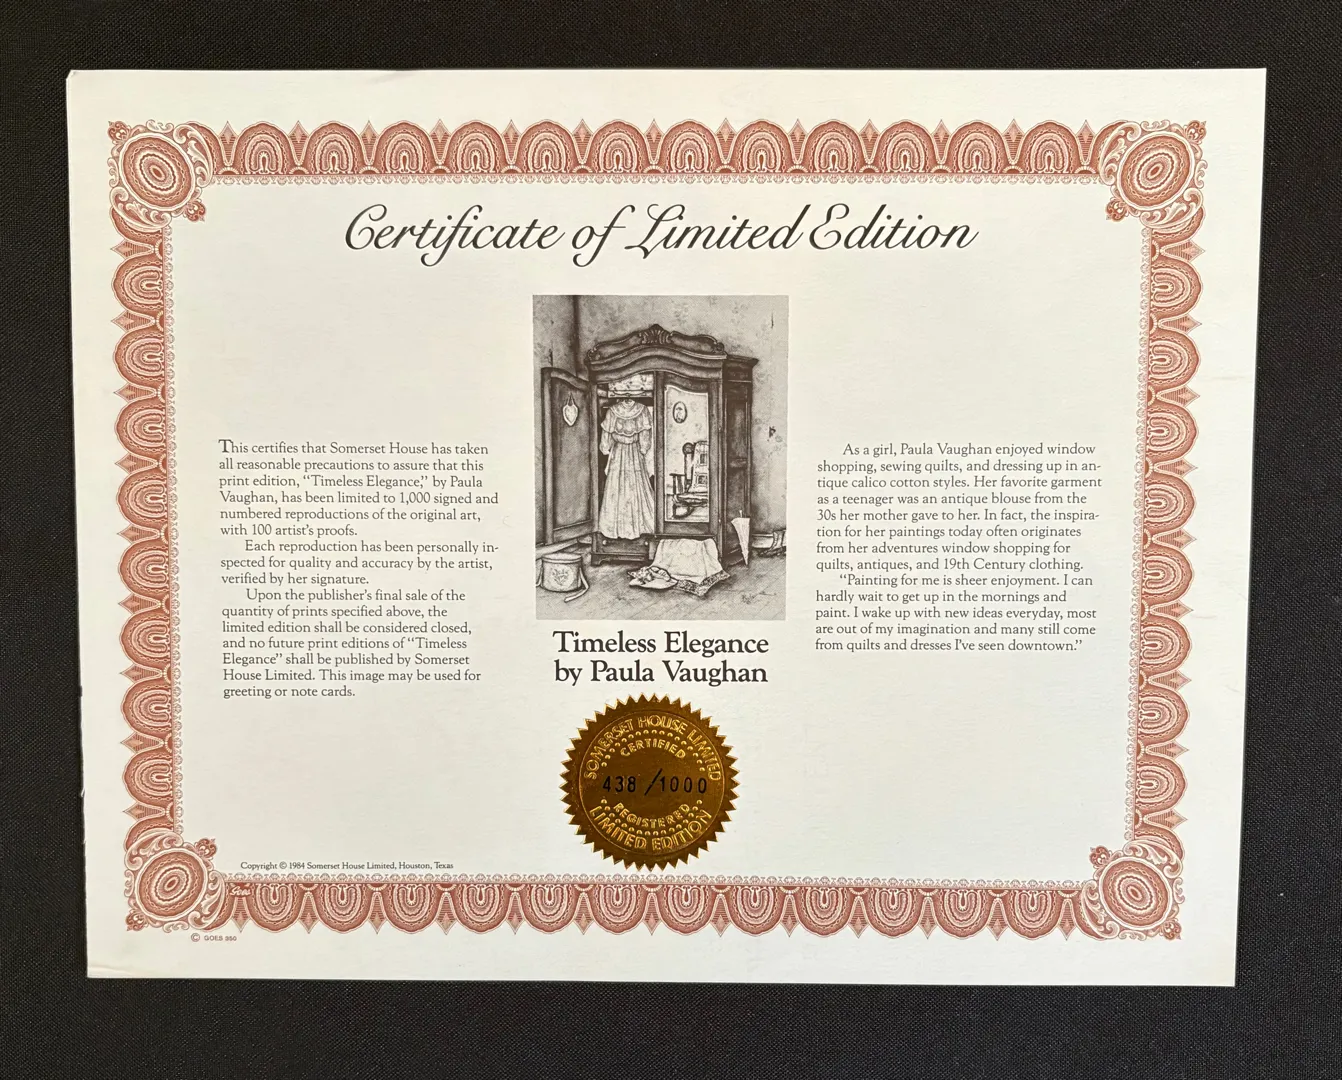 Certificate of Limited Edition
This certifies that Somerset House has taken
all reasonable precautions to assure that this
print edition, “Timeless Elegance,” by Paula
Vaughan, has been limited to 1,000 signed and
numbered reproductions of the original art,
with 100 artist’s proofs.
Each reproduction has been personally in-
spected for quality and accuracy by the artist,
verified by her signature.
Upon the publisher’s final sale of the
quantity of prints specified above, the
limited edition shall be considered closed,
and no future print editions of “Timeless
Elegance” shall be published by Somerset
House Limited. This image may be used for
greeting or note cards.
As a girl, Paula Vaughan enjoyed window
shopping, sewing quilts, and dressing up in an-
tique calico cotton styles. Her favorite garment
as a teenager was an antique blouse from the
30s her mother gave to her. In fact, the inspira-
tion for her paintings today often originates
from her adventures window shopping for
quilts, antiques, and 19th Century clothing.
“Painting for me is sheer enjoyment. I can
hardly wait to get up in the mornings and
paint. I wake up with new ideas everyday, most
are out of my imagination and many still come
from quilts and dresses I’ve seen downtown.”
Timeless Elegance
by Paula Vaughan
SOMERSET HOUSE LIMITED
CERTIFIED
438/1000
REGISTERED
LIMITED EDITION
Copyright © 1984 Somerset House Limited, Houston, Texas
Goes
© GOES 350